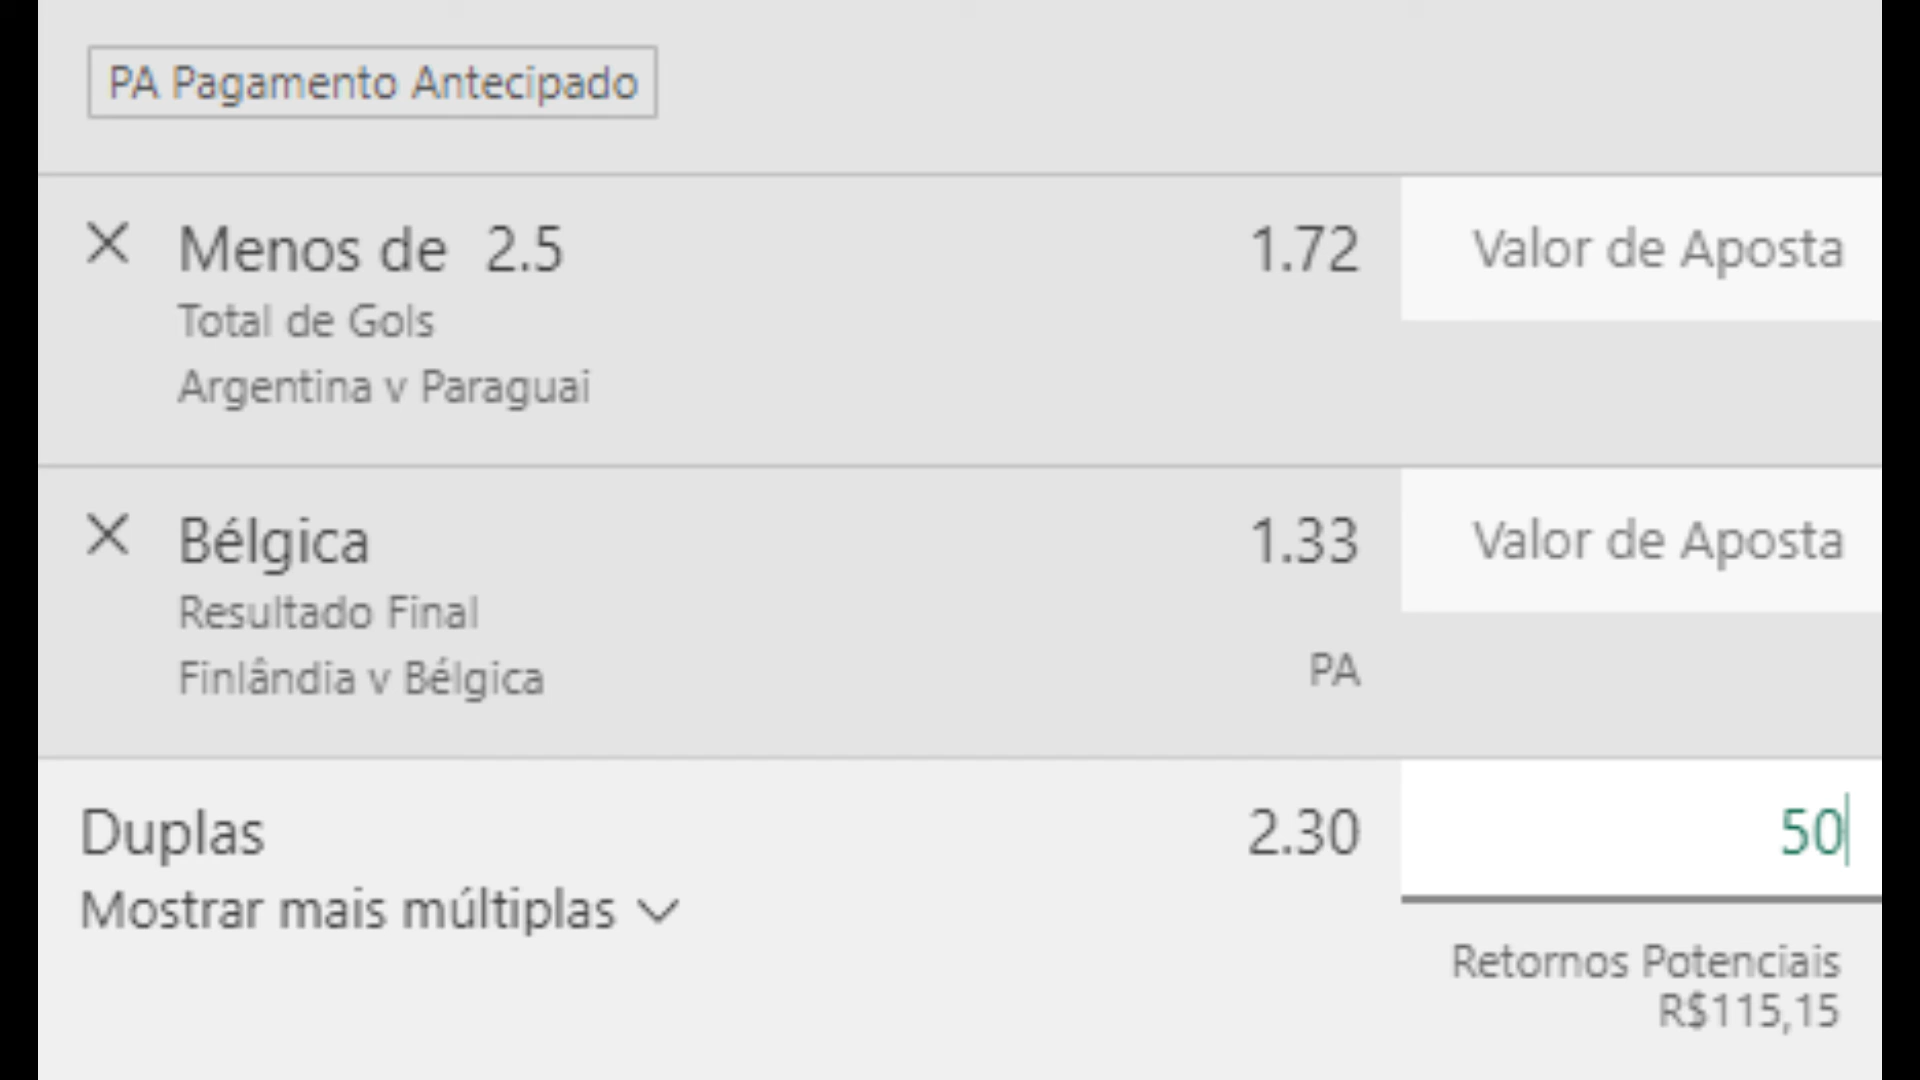 PA Pagamento Antecipado
Menos de 2.5 1.72 Valor de Aposta
Total de Gols
Argentina v Paraguai
Bélgica 1.33 Valor de Aposta
Resultado Final
Finlândia v Bélgica PA
Duplas 2.30 50
Mostrar mais múltiplas
Retornos Potenciais
R$115,15